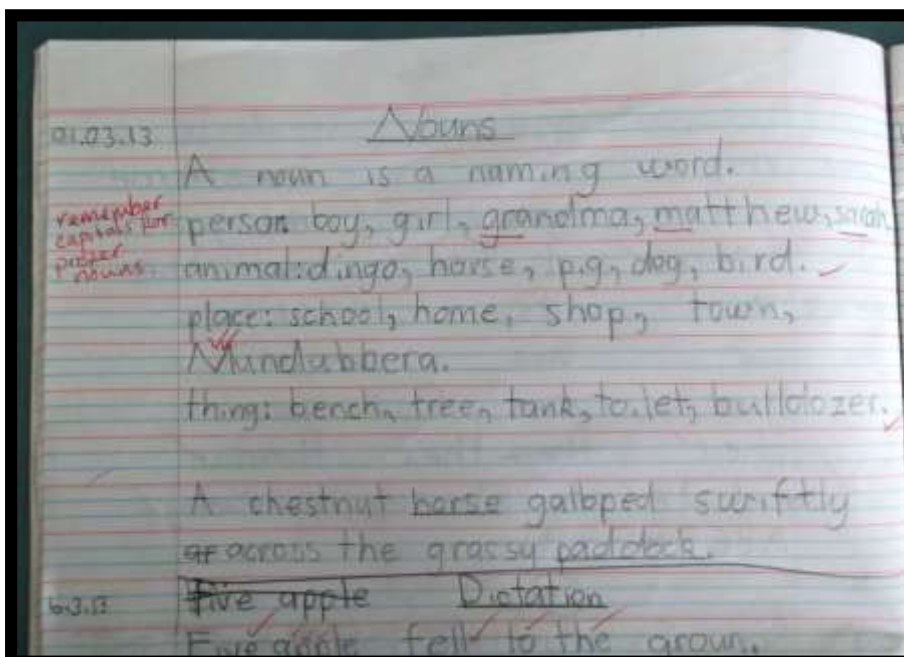 01.03.13 Nouns
A noun is a naming word.
remember
capitals for
proper
nouns.
person boy, girl, grandma, matthew, sarah
animal: dingo, horse, pig, dog, bird.
place: school, home, shop, town,
Mundubbera.
thing: bench, tree, tank, toilet, bulldozer.
A chestnut horse galloped swiftly
across the grassy paddock.
6.3.13 Five apple Dictation
Five apple fell to the groun.